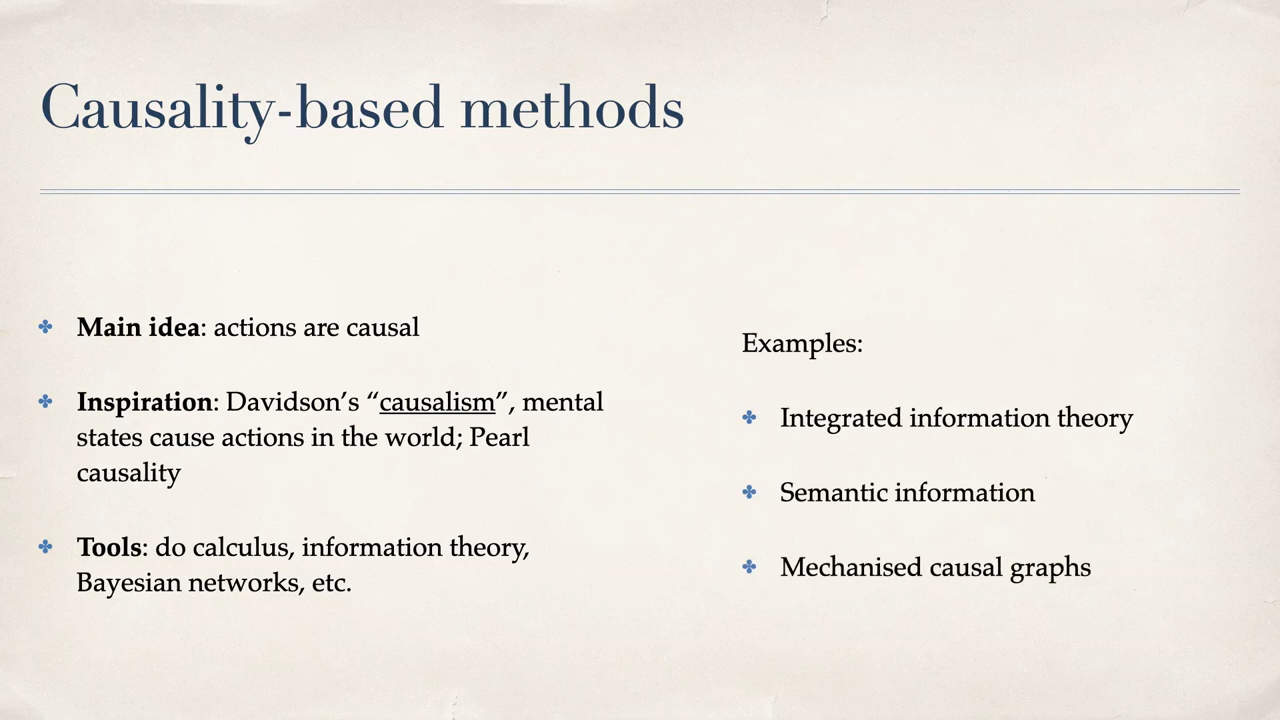 Causality-based methods
Main idea: actions are causal
Inspiration: Davidson’s “causalism”, mental
states cause actions in the world; Pearl
causality
Tools: do calculus, information theory,
Bayesian networks, etc.
Examples:
Integrated information theory
Semantic information
Mechanised causal graphs